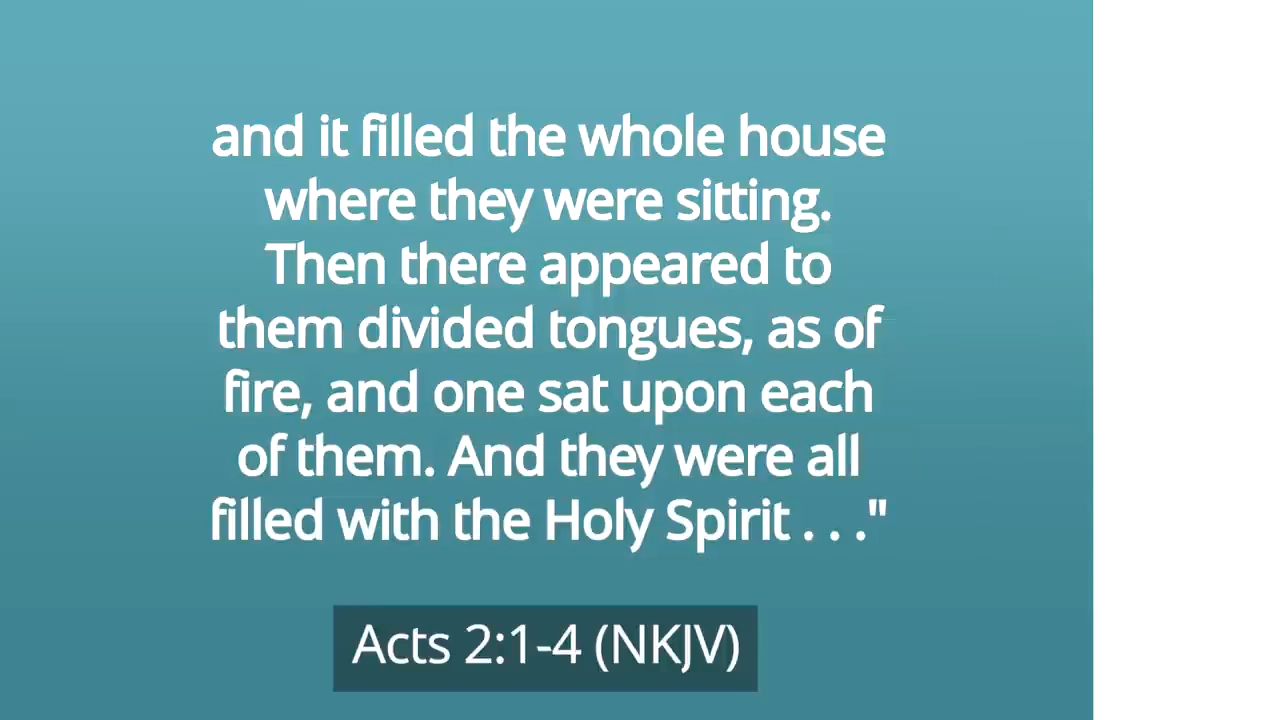 and it filled the whole house
where they were sitting.
Then there appeared to
them divided tongues, as of
fire, and one sat upon each
of them. And they were all
filled with the Holy Spirit . . ."
Acts 2:1-4 (NKJV)